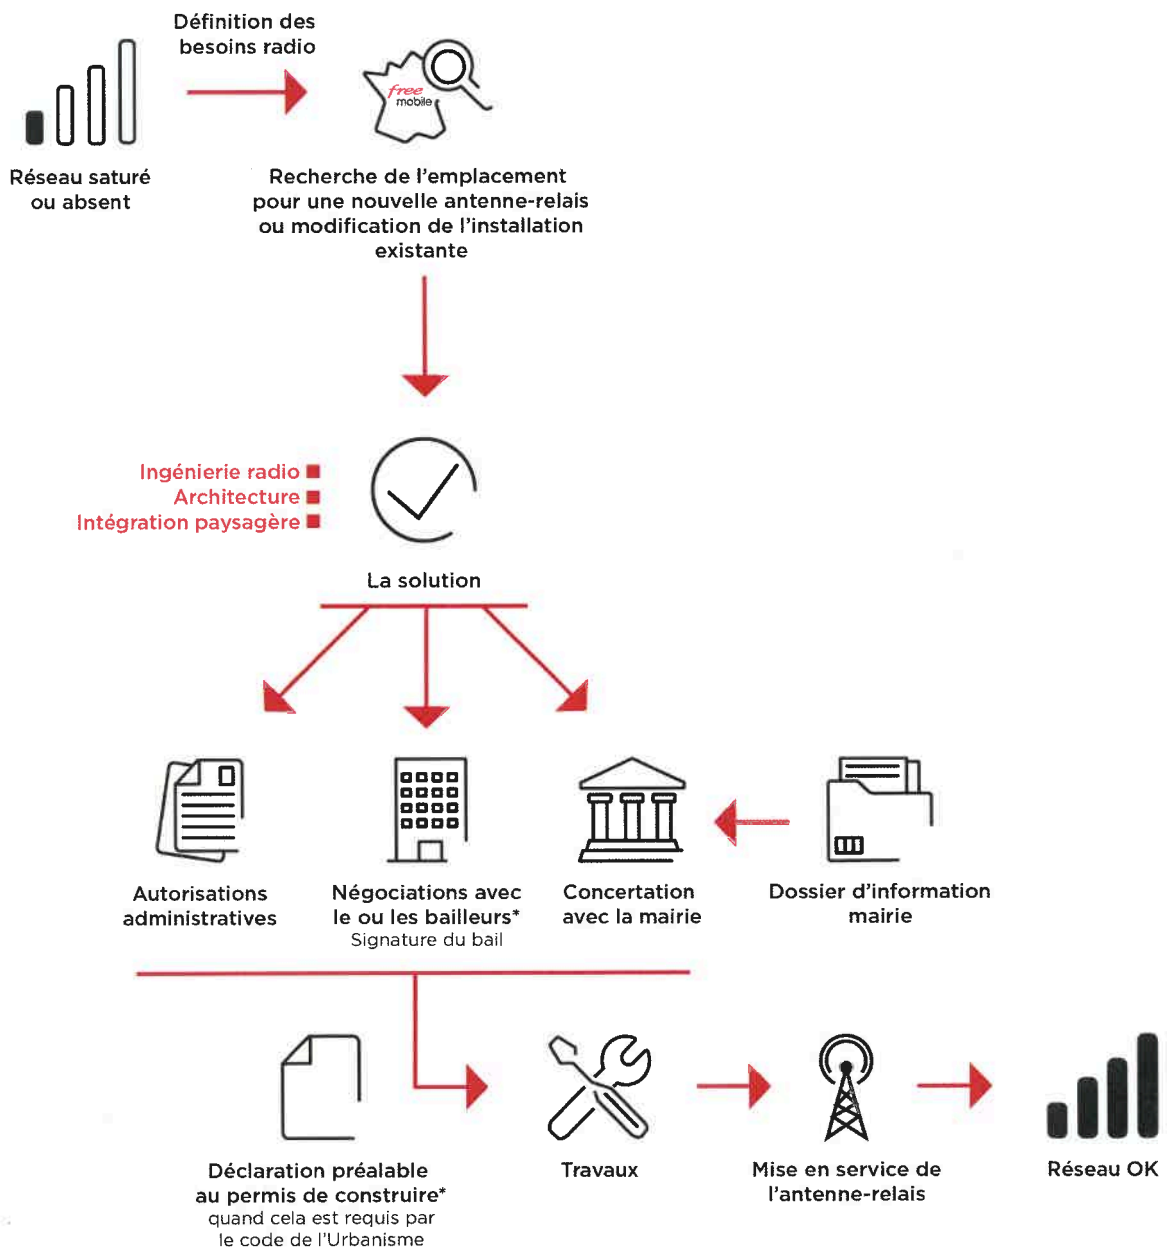 Définition des
besoins radio
free
mobile
Réseau saturé
ou absent
Recherche de l'emplacement
pour une nouvelle antenne-relais
ou modification de l'installation
existante
Ingénierie radio
Architecture
Intégration paysagère
La solution
Autorisations
administratives
Négociations avec
le ou les bailleurs*
Signature du bail
Concertation
avec la mairie
Dossier d'information
mairie
Déclaration préalable
au permis de construire*
quand cela est requis par
le code de l'Urbanisme
Travaux
Mise en service de
l'antenne-relais
Réseau OK